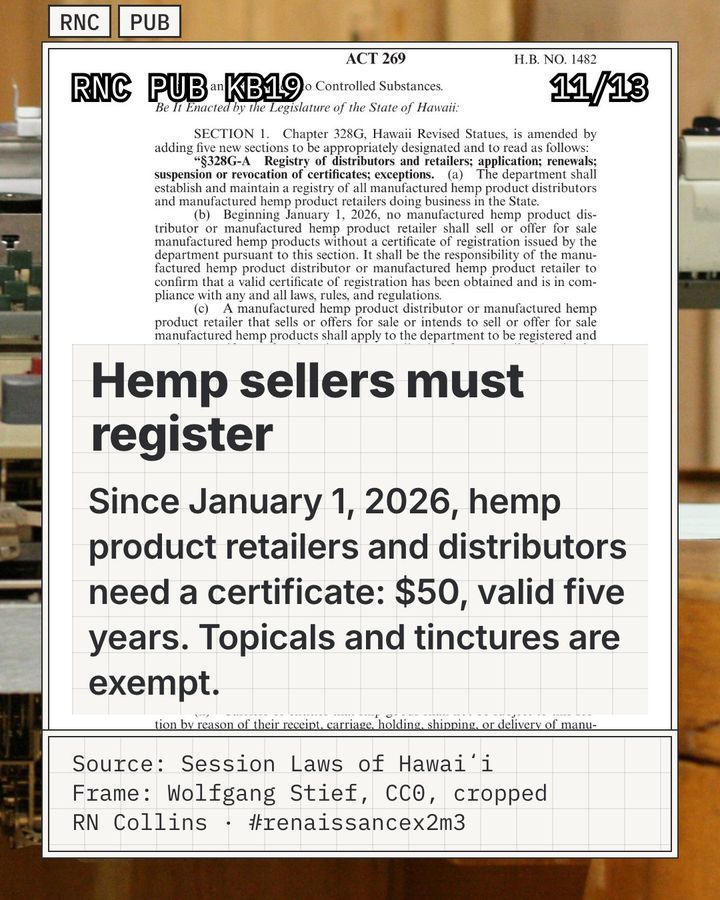 RNC PUB
ACT 269 H.B. NO. 1482
RNC PUB KB19 11/13
to Controlled Substances.
Be It Enacted by the Legislature of the State of Hawaii:
SECTION 1. Chapter 328G, Hawaii Revised Statues, is amended by
adding five new sections to be appropriately designated and to read as follows:
"§328G-A Registry of distributors and retailers; application; renewals;
suspension or revocation of certificates; exceptions. (a) The department shall
establish and maintain a registry of all manufactured hemp product distributors
and manufactured hemp product retailers doing business in the State.
(b) Beginning January 1, 2026, no manufactured hemp product dis-
tributor or manufactured hemp product retailer shall sell or offer for sale
manufactured hemp products without a certificate of registration issued by the
department pursuant to this section. It shall be the responsibility of the manu-
factured hemp product distributor or manufactured hemp product retailer to
confirm that a valid certificate of registration has been obtained and is in com-
pliance with any and all laws, rules, and regulations.
(c) A manufactured hemp product distributor or manufactured hemp
product retailer that sells or offers for sale or intends to sell or offer for sale
manufactured hemp products shall apply to the department to be registered and
Hemp sellers must
register
Since January 1, 2026, hemp
product retailers and distributors
need a certificate: $50, valid five
years. Topicals and tinctures are
exempt.
tion by reason of their receipt, carriage, holding, shipping, or delivery of manu-
Source: Session Laws of Hawaiʻi
Frame: Wolfgang Stief, CC0, cropped
RN Collins · #renaissancex2m3